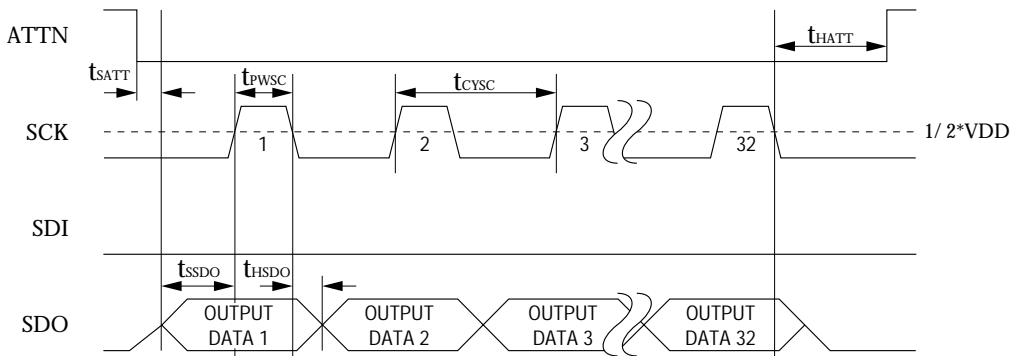 ATTN
tHATT
tSATT
tPWSC
tCYSC
SCK
1
2
3
32
1/ 2*VDD
SDI
tSSDO
tHSDO
SDO
OUTPUT
DATA 1
OUTPUT
DATA 2
OUTPUT
DATA 3
OUTPUT
DATA 32